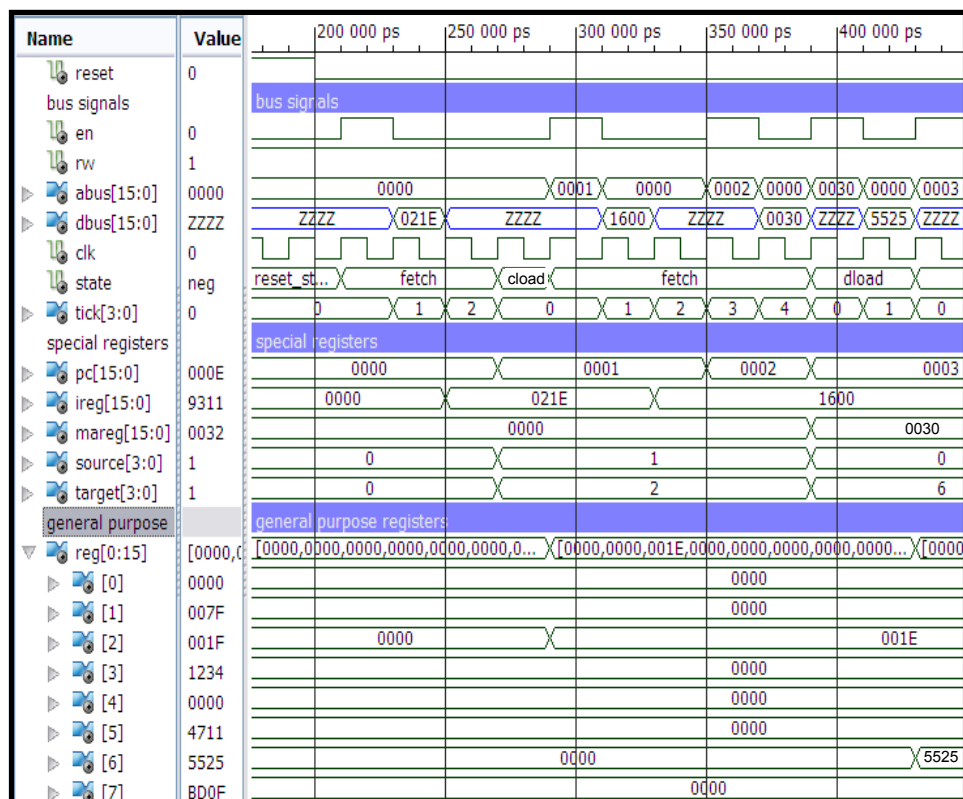 Name Value 200 000 ps 250 000 ps 300 000 ps 350 000 ps 400 000 ps
reset 0
bus signals bus signals
en 0
rw 1
abus[15:0] 0000 0000 0001 0000 0002 0000 0030 0000 0003
dbus[15:0] ZZZZ ZZZZ 021E ZZZZ 1600 ZZZZ 0030 ZZZZ 5525 ZZZZ
clk 0
state neg reset_st... fetch cload fetch dload
tick[3:0] 0 0 1 2 0 1 2 3 4 0 1 0
special registers special registers
pc[15:0] 000E 0000 0001 0002 0003
ireg[15:0] 9311 0000 021E 1600
mareg[15:0] 0032 0000 0030
source[3:0] 1 0 1 0
target[3:0] 1 0 2 6
general purpose general purpose registers
reg[0:15] [0000,0 [0000,0000,0000,0000,0000,0000,0... [0000,0000,001E,0000,0000,0000,0000,0000... [0000
[0] 0000 0000
[1] 007F 0000
[2] 001F 0000 001E
[3] 1234 0000
[4] 0000 0000
[5] 4711 0000
[6] 5525 0000 5525
[7] BD0F 0000